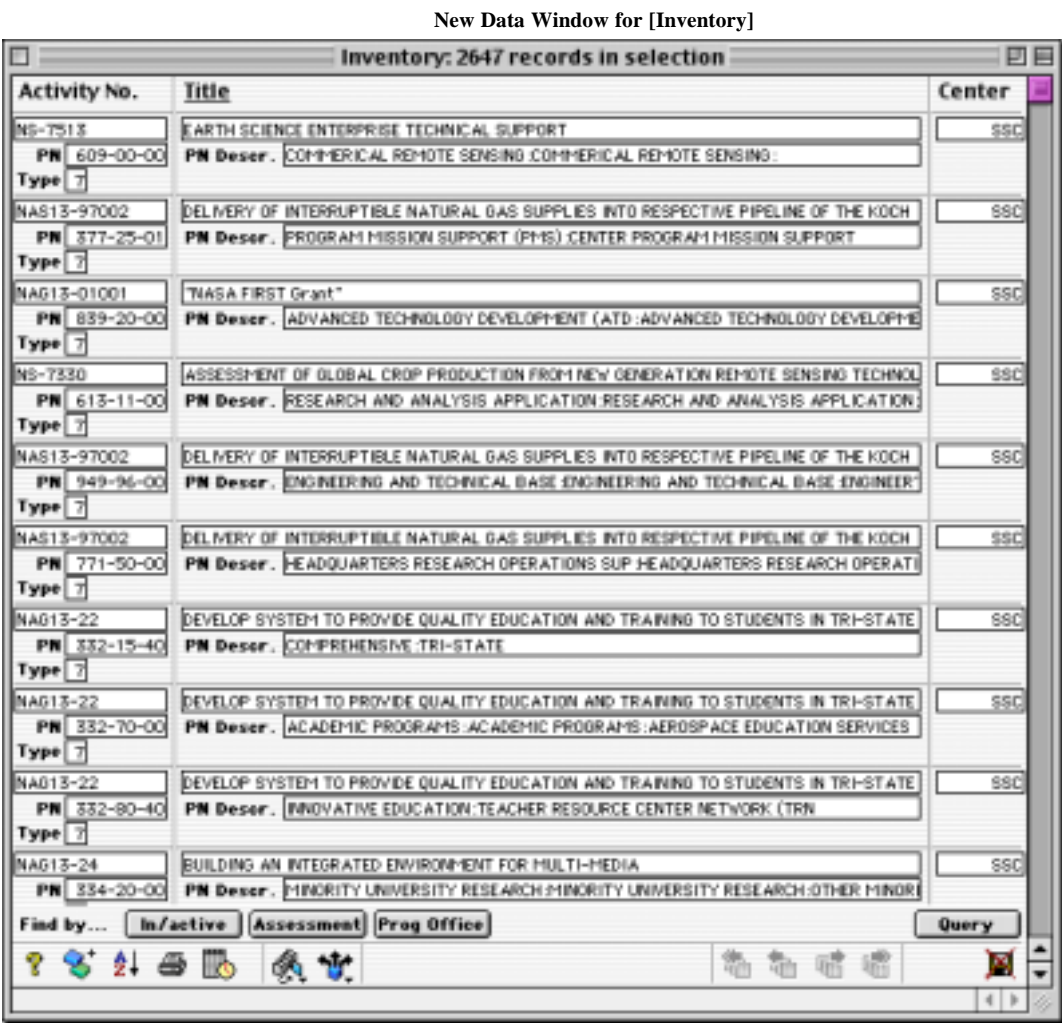 New Data Window for [Inventory]
Inventory: 2647 records in selection
Activity No. Title Center
NS-7513 EARTH SCIENCE ENTERPRISE TECHNICAL SUPPORT SSC
PN 609-00-00 PN Descr. COMMERICAL REMOTE SENSING :COMMERICAL REMOTE SENSING :
Type 7
NAS13-97002 DELIVERY OF INTERRUPTIBLE NATURAL GAS SUPPLIES INTO RESPECTIVE PIPELINE OF THE KOCH SSC
PN 377-25-01 PN Descr. PROGRAM MISSION SUPPORT (PMS) :CENTER PROGRAM MISSION SUPPORT
Type 7
NAG13-01001 "NASA FIRST Grant" SSC
PN 839-20-00 PN Descr. ADVANCED TECHNOLOGY DEVELOPMENT (ATD :ADVANCED TECHNOLOGY DEVELOPME
Type 7
NS-7330 ASSESSMENT OF GLOBAL CROP PRODUCTION FROM NEW GENERATION REMOTE SENSING TECHNOL SSC
PN 613-11-00 PN Descr. RESEARCH AND ANALYSIS APPLICATION:RESEARCH AND ANALYSIS APPLICATION:
Type 7
NAS13-97002 DELIVERY OF INTERRUPTIBLE NATURAL GAS SUPPLIES INTO RESPECTIVE PIPELINE OF THE KOCH SSC
PN 949-96-00 PN Descr. ENGINEERING AND TECHNICAL BASE :ENGINEERING AND TECHNICAL BASE :ENGINEER
Type 7
NAS13-97002 DELIVERY OF INTERRUPTIBLE NATURAL GAS SUPPLIES INTO RESPECTIVE PIPELINE OF THE KOCH SSC
PN 771-50-00 PN Descr. HEADQUARTERS RESEARCH OPERATIONS SUP :HEADQUARTERS RESEARCH OPERATI
Type 7
NAG13-22 DEVELOP SYSTEM TO PROVIDE QUALITY EDUCATION AND TRAINING TO STUDENTS IN TRI-STATE SSC
PN 332-15-40 PN Descr. COMPREHENSIVE :TRI-STATE
Type 7
NAG13-22 DEVELOP SYSTEM TO PROVIDE QUALITY EDUCATION AND TRAINING TO STUDENTS IN TRI-STATE SSC
PN 332-70-00 PN Descr. ACADEMIC PROGRAMS :ACADEMIC PROGRAMS :AEROSPACE EDUCATION SERVICES
Type 7
NAG13-22 DEVELOP SYSTEM TO PROVIDE QUALITY EDUCATION AND TRAINING TO STUDENTS IN TRI-STATE SSC
PN 332-80-40 PN Descr. INNOVATIVE EDUCATION:TEACHER RESOURCE CENTER NETWORK (TRN
Type 7
NAG13-24 BUILDING AN INTEGRATED ENVIRONMENT FOR MULTI-MEDIA SSC
PN 334-20-00 PN Descr. MINORITY UNIVERSITY RESEARCH:MINORITY UNIVERSITY RESEARCH:OTHER MINORI
Find by... In/active Assessment Prog Office Query